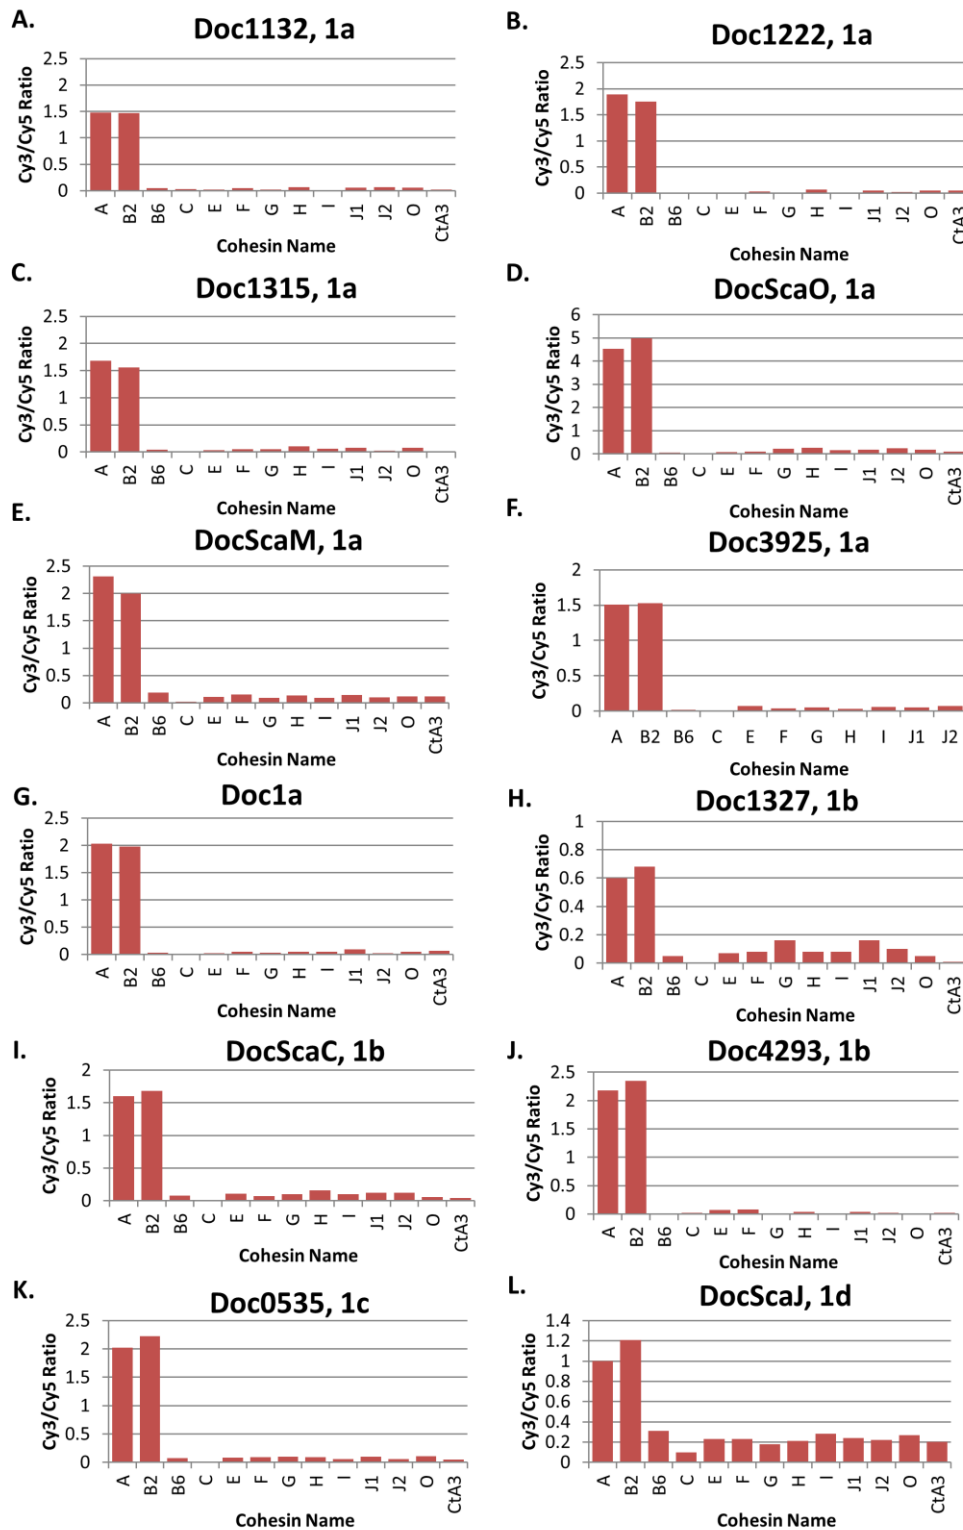 A.
Doc1132, 1a
Cy3/Cy5 Ratio
2.5
2
1.5
1
0.5
0
A B2 B6 C E F G H I J1 J2 O CtA3
Cohesin Name
B.
Doc1222, 1a
Cy3/Cy5 Ratio
2.5
2
1.5
1
0.5
0
A B2 B6 C E F G H I J1 J2 O CtA3
Cohesin Name
C.
Doc1315, 1a
Cy3/Cy5 Ratio
2.5
2
1.5
1
0.5
0
A B2 B6 C E F G H I J1 J2 O CtA3
Cohesin Name
D.
DocScaO, 1a
Cy3/Cy5 Ratio
6
5
4
3
2
1
0
A B2 B6 C E F G H I J1 J2 O CtA3
Cohesin Name
E.
DocScaM, 1a
Cy3/Cy5 Ratio
2.5
2
1.5
1
0.5
0
A B2 B6 C E F G H I J1 J2 O CtA3
Cohesin Name
F.
Doc3925, 1a
Cy3/Cy5 Ratio
2
1.5
1
0.5
0
A B2 B6 C E F G H I J1 J2
Cohesin Name
G.
Doc1a
Cy3/Cy5 Ratio
2.5
2
1.5
1
0.5
0
A B2 B6 C E F G H I J1 J2 O CtA3
Cohesin Name
H.
Doc1327, 1b
Cy3/Cy5 Ratio
1
0.8
0.6
0.4
0.2
0
A B2 B6 C E F G H I J1 J2 O CtA3
Cohesin Name
I.
DocScaC, 1b
Cy3/Cy5 Ratio
2
1.5
1
0.5
0
A B2 B6 C E F G H I J1 J2 O CtA3
Cohesin Name
J.
Doc4293, 1b
Cy3/Cy5 Ratio
2.5
2
1.5
1
0.5
0
A B2 B6 C E F G H I J1 J2 O CtA3
Cohesin Name
K.
Doc0535, 1c
Cy3/Cy5 Ratio
2.5
2
1.5
1
0.5
0
A B2 B6 C E F G H I J1 J2 O CtA3
Cohesin Name
L.
DocScaJ, 1d
Cy3/Cy5 Ratio
1.4
1.2
1
0.8
0.6
0.4
0.2
0
A B2 B6 C E F G H I J1 J2 O CtA3
Cohesin Name